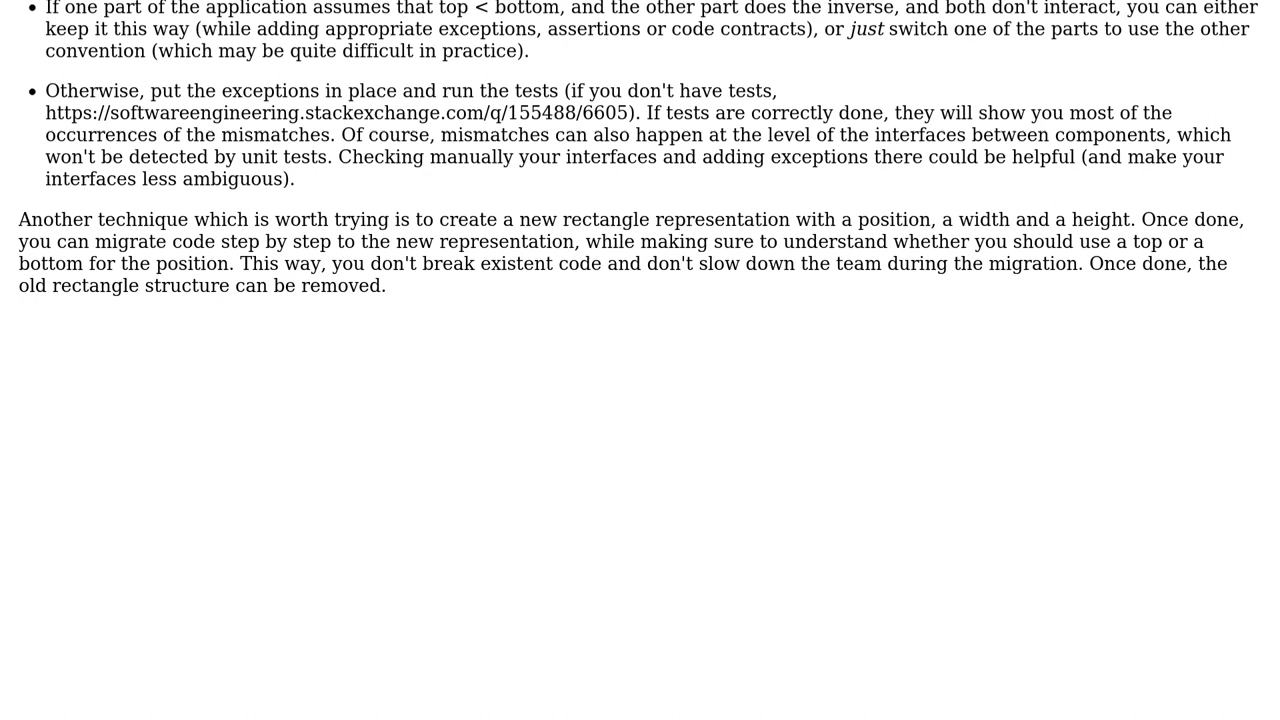 • If one part of the application assumes that top < bottom, and the other part does the inverse, and both don't interact, you can either
keep it this way (while adding appropriate exceptions, assertions or code contracts), or just switch one of the parts to use the other
convention (which may be quite difficult in practice).
• Otherwise, put the exceptions in place and run the tests (if you don't have tests,
https://softwareengineering.stackexchange.com/q/155488/6605). If tests are correctly done, they will show you most of the
occurrences of the mismatches. Of course, mismatches can also happen at the level of the interfaces between components, which
won't be detected by unit tests. Checking manually your interfaces and adding exceptions there could be helpful (and make your
interfaces less ambiguous).
Another technique which is worth trying is to create a new rectangle representation with a position, a width and a height. Once done,
you can migrate code step by step to the new representation, while making sure to understand whether you should use a top or a
bottom for the position. This way, you don't break existent code and don't slow down the team during the migration. Once done, the
old rectangle structure can be removed.